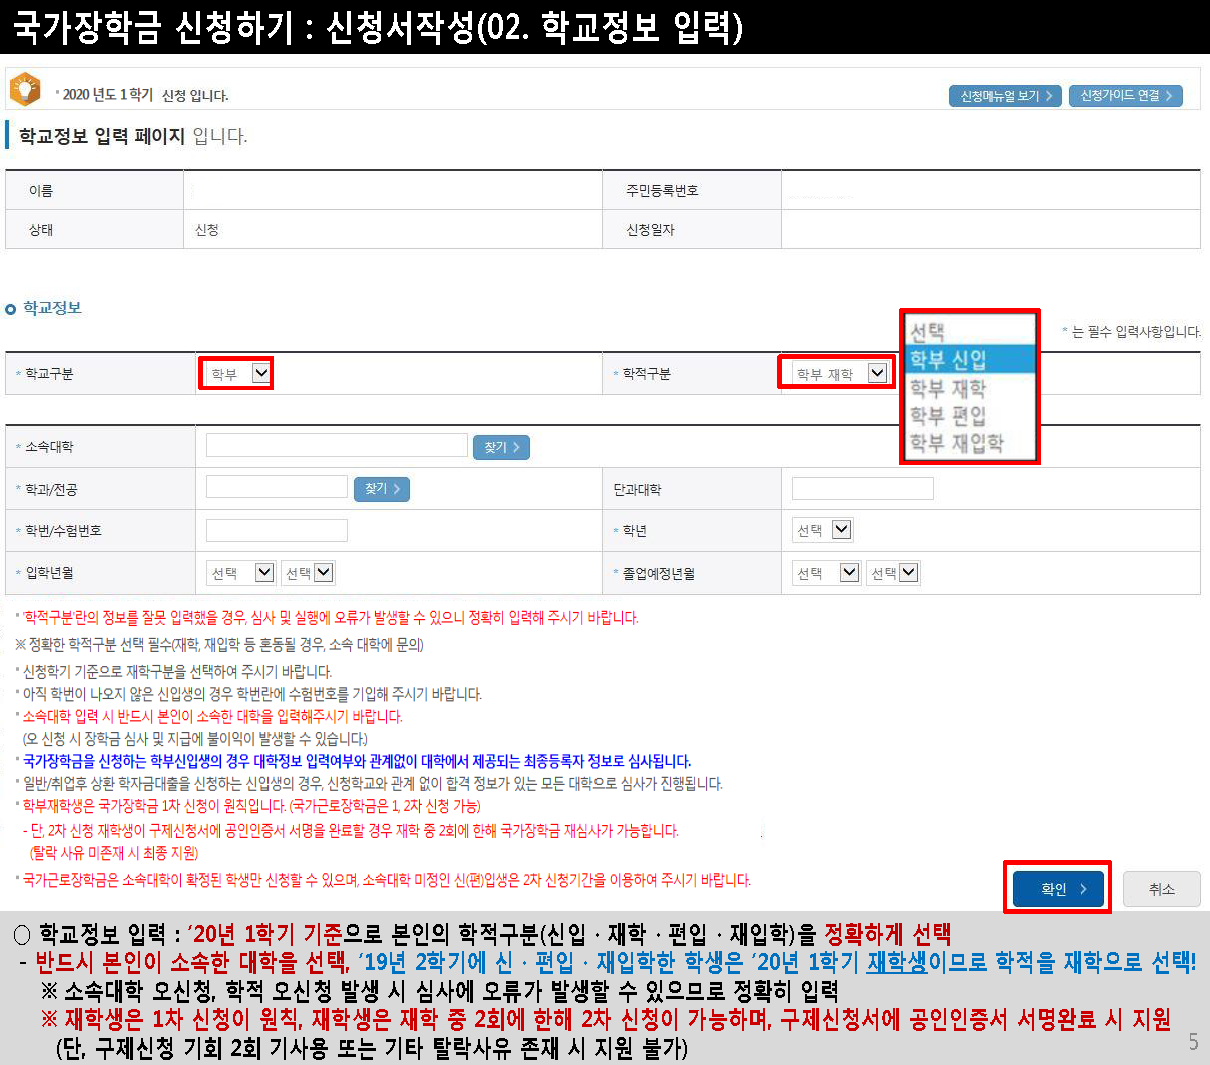 국가장학금 신청하기 : 신청서작성(02. 학교정보 입력)
2020 년도 1 학기 신청 입니다.
신청메뉴얼 보기 >
신청가이드 연결 >
학교정보 입력 페이지 입니다.
이름
주민등록번호
상태
신청
신청일자
학교정보
* 는 필수 입력사항입니다.
* 학교구분
학부
* 학적구분
학부 재학
선택
학부 신입
학부 재학
학부 편입
학부 재입학
* 소속대학
찾기 >
* 학과/전공
찾기 >
단과대학
* 학번/수험번호
* 학년
선택
* 입학년월
선택
선택
* 졸업예정년월
선택
선택
* '학적구분'란의 정보를 잘못 입력했을 경우, 심사 및 실행에 오류가 발생할 수 있으니 정확히 입력해 주시기 바랍니다.
※ 정확한 학적구분 선택 필수(재학, 재입학 등 혼동될 경우, 소속 대학에 문의)
* 신청학기 기준으로 재학구분을 선택하여 주시기 바랍니다.
* 아직 학번이 나오지 않은 신입생의 경우 학번란에 수험번호를 기입해 주시기 바랍니다.
* 소속대학 입력 시 반드시 본인이 소속한 대학을 입력해주시기 바랍니다.
(오 신청 시 장학금 심사 및 지급에 불이익이 발생할 수 있습니다.)
* 국가장학금을 신청하는 학부신입생의 경우 대학정보 입력여부와 관계없이 대학에서 제공되는 최종등록자 정보로 심사됩니다.
* 일반/취업후 상환 학자금대출을 신청하는 신입생의 경우, 신청학교와 관계 없이 합격 정보가 있는 모든 대학으로 심사가 진행됩니다.
* 학부재학생은 국가장학금 1차 신청이 원칙입니다. (국가근로장학금은 1, 2차 신청 가능)
- 단, 2차 신청 재학생이 구제신청서에 공인인증서 서명을 완료할 경우 재학 중 2회에 한해 국가장학금 재심사가 가능합니다.
(탈락 사유 미존재 시 최종 지원)
* 국가근로장학금은 소속대학이 확정된 학생만 신청할 수 있으며, 소속대학 미정인 신(편)입생은 2차 신청기간을 이용하여 주시기 바랍니다.
확인 >
취소
○ 학교정보 입력 : ‘20년 1학기 기준으로 본인의 학적구분(신입 · 재학 · 편입 · 재입학)을 정확하게 선택
- 반드시 본인이 소속한 대학을 선택, ‘19년 2학기에 신 · 편입 · 재입학한 학생은 ‘20년 1학기 재학생이므로 학적을 재학으로 선택!
※ 소속대학 오신청, 학적 오신청 발생 시 심사에 오류가 발생할 수 있으므로 정확히 입력
※ 재학생은 1차 신청이 원칙, 재학생은 재학 중 2회에 한해 2차 신청이 가능하며, 구제신청서에 공인인증서 서명완료 시 지원
(단, 구제신청 기회 2회 기사용 또는 기타 탈락사유 존재 시 지원 불가)
5